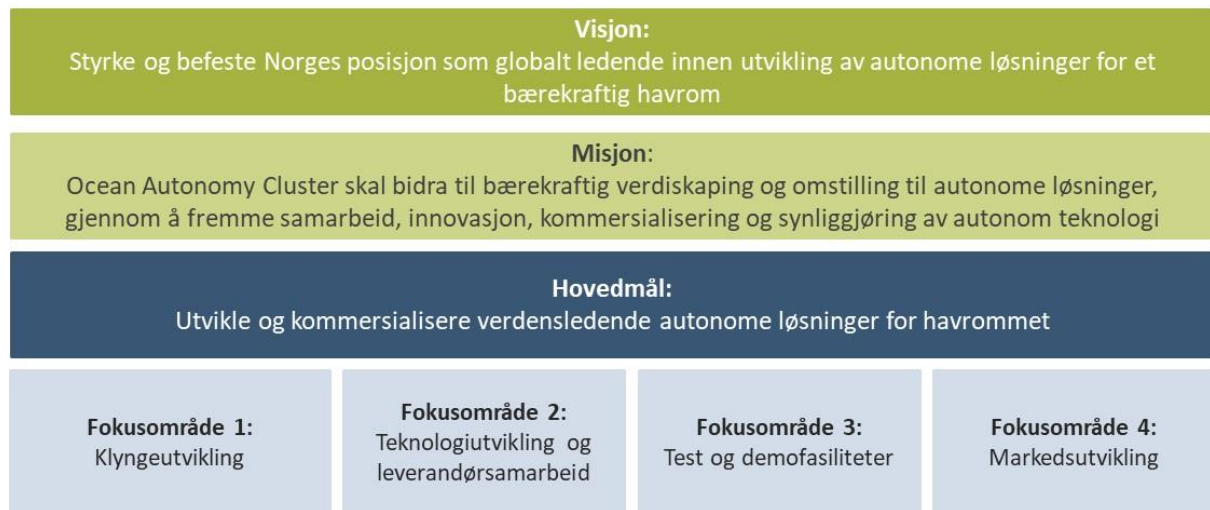 Visjon:
Styrke og befeste Norges posisjon som globalt ledende innen utvikling av autonome løsninger for et
bærekraftig havrom
Misjon:
Ocean Autonomy Cluster skal bidra til bærekraftig verdiskaping og omstilling til autonome løsninger,
gjennom å fremme samarbeid, innovasjon, kommersialisering og synliggjøring av autonom teknologi
Hovedmål:
Utvikle og kommersialisere verdensledende autonome løsninger for havrommet
Fokusområde 1:
Klyngeutvikling
Fokusområde 2:
Teknologiutvikling og
leverandørsamarbeid
Fokusområde 3:
Test og demofasiliteter
Fokusområde 4:
Markedsutvikling